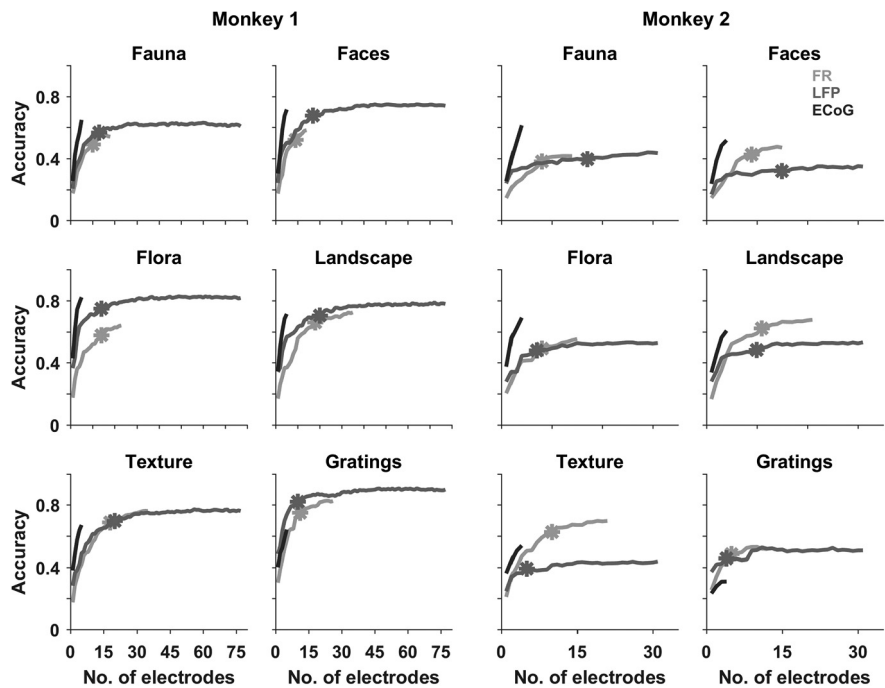 Monkey 1 Monkey 2
Fauna Faces Fauna Faces
FR
LFP
ECoG
0.8
0.4
0
Accuracy
Flora Landscape Flora Landscape
0.8
0.4
0
Accuracy
Texture Gratings Texture Gratings
0.8
0.4
0
Accuracy
0 15 30 45 60 75 0 15 30 45 60 75 0 15 30 0 15 30
No. of electrodes No. of electrodes No. of electrodes No. of electrodes